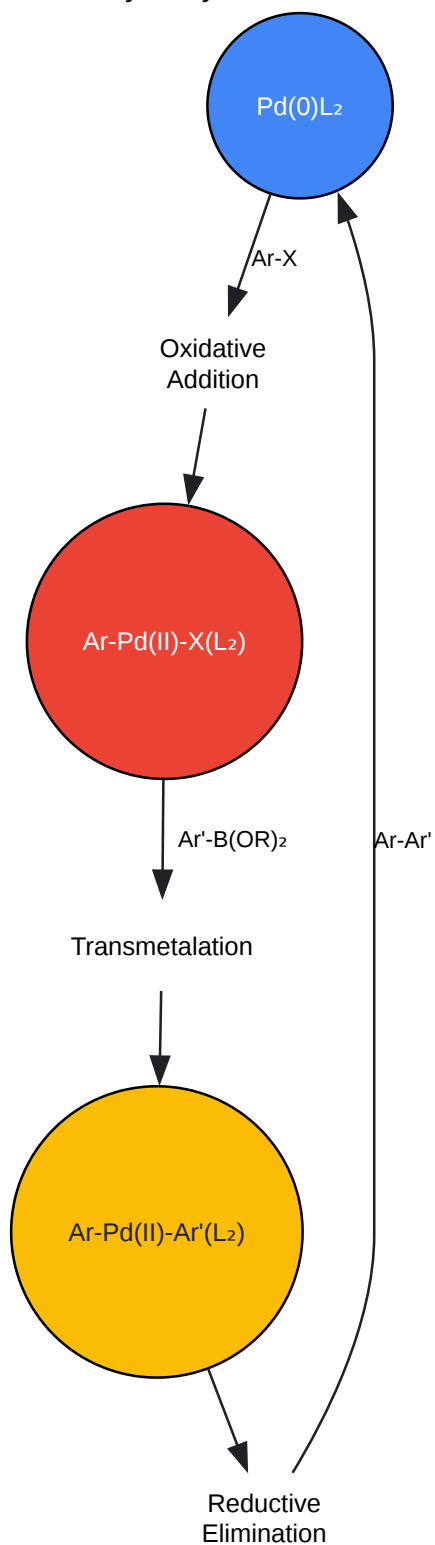 Pd(0)L₂
Ar-X
Oxidative
Addition
Ar-Pd(II)-X(L₂)
Ar'-B(OR)₂
Ar-Ar'
Transmetalation
Ar-Pd(II)-Ar'(L₂)
Reductive
Elimination